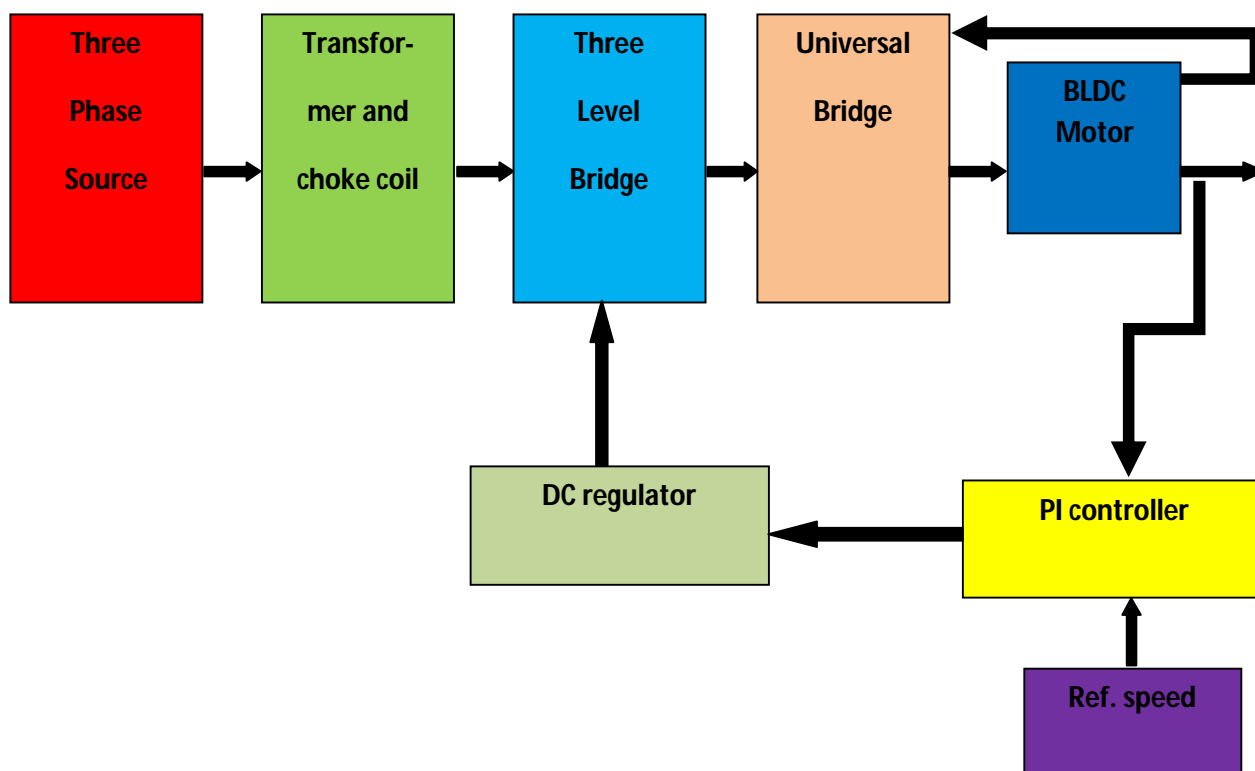 Three
Phase
Source
Transfor-
mer and
choke coil
Three
Level
Bridge
Universal
Bridge
BLDC
Motor
DC regulator
PI controller
Ref. speed